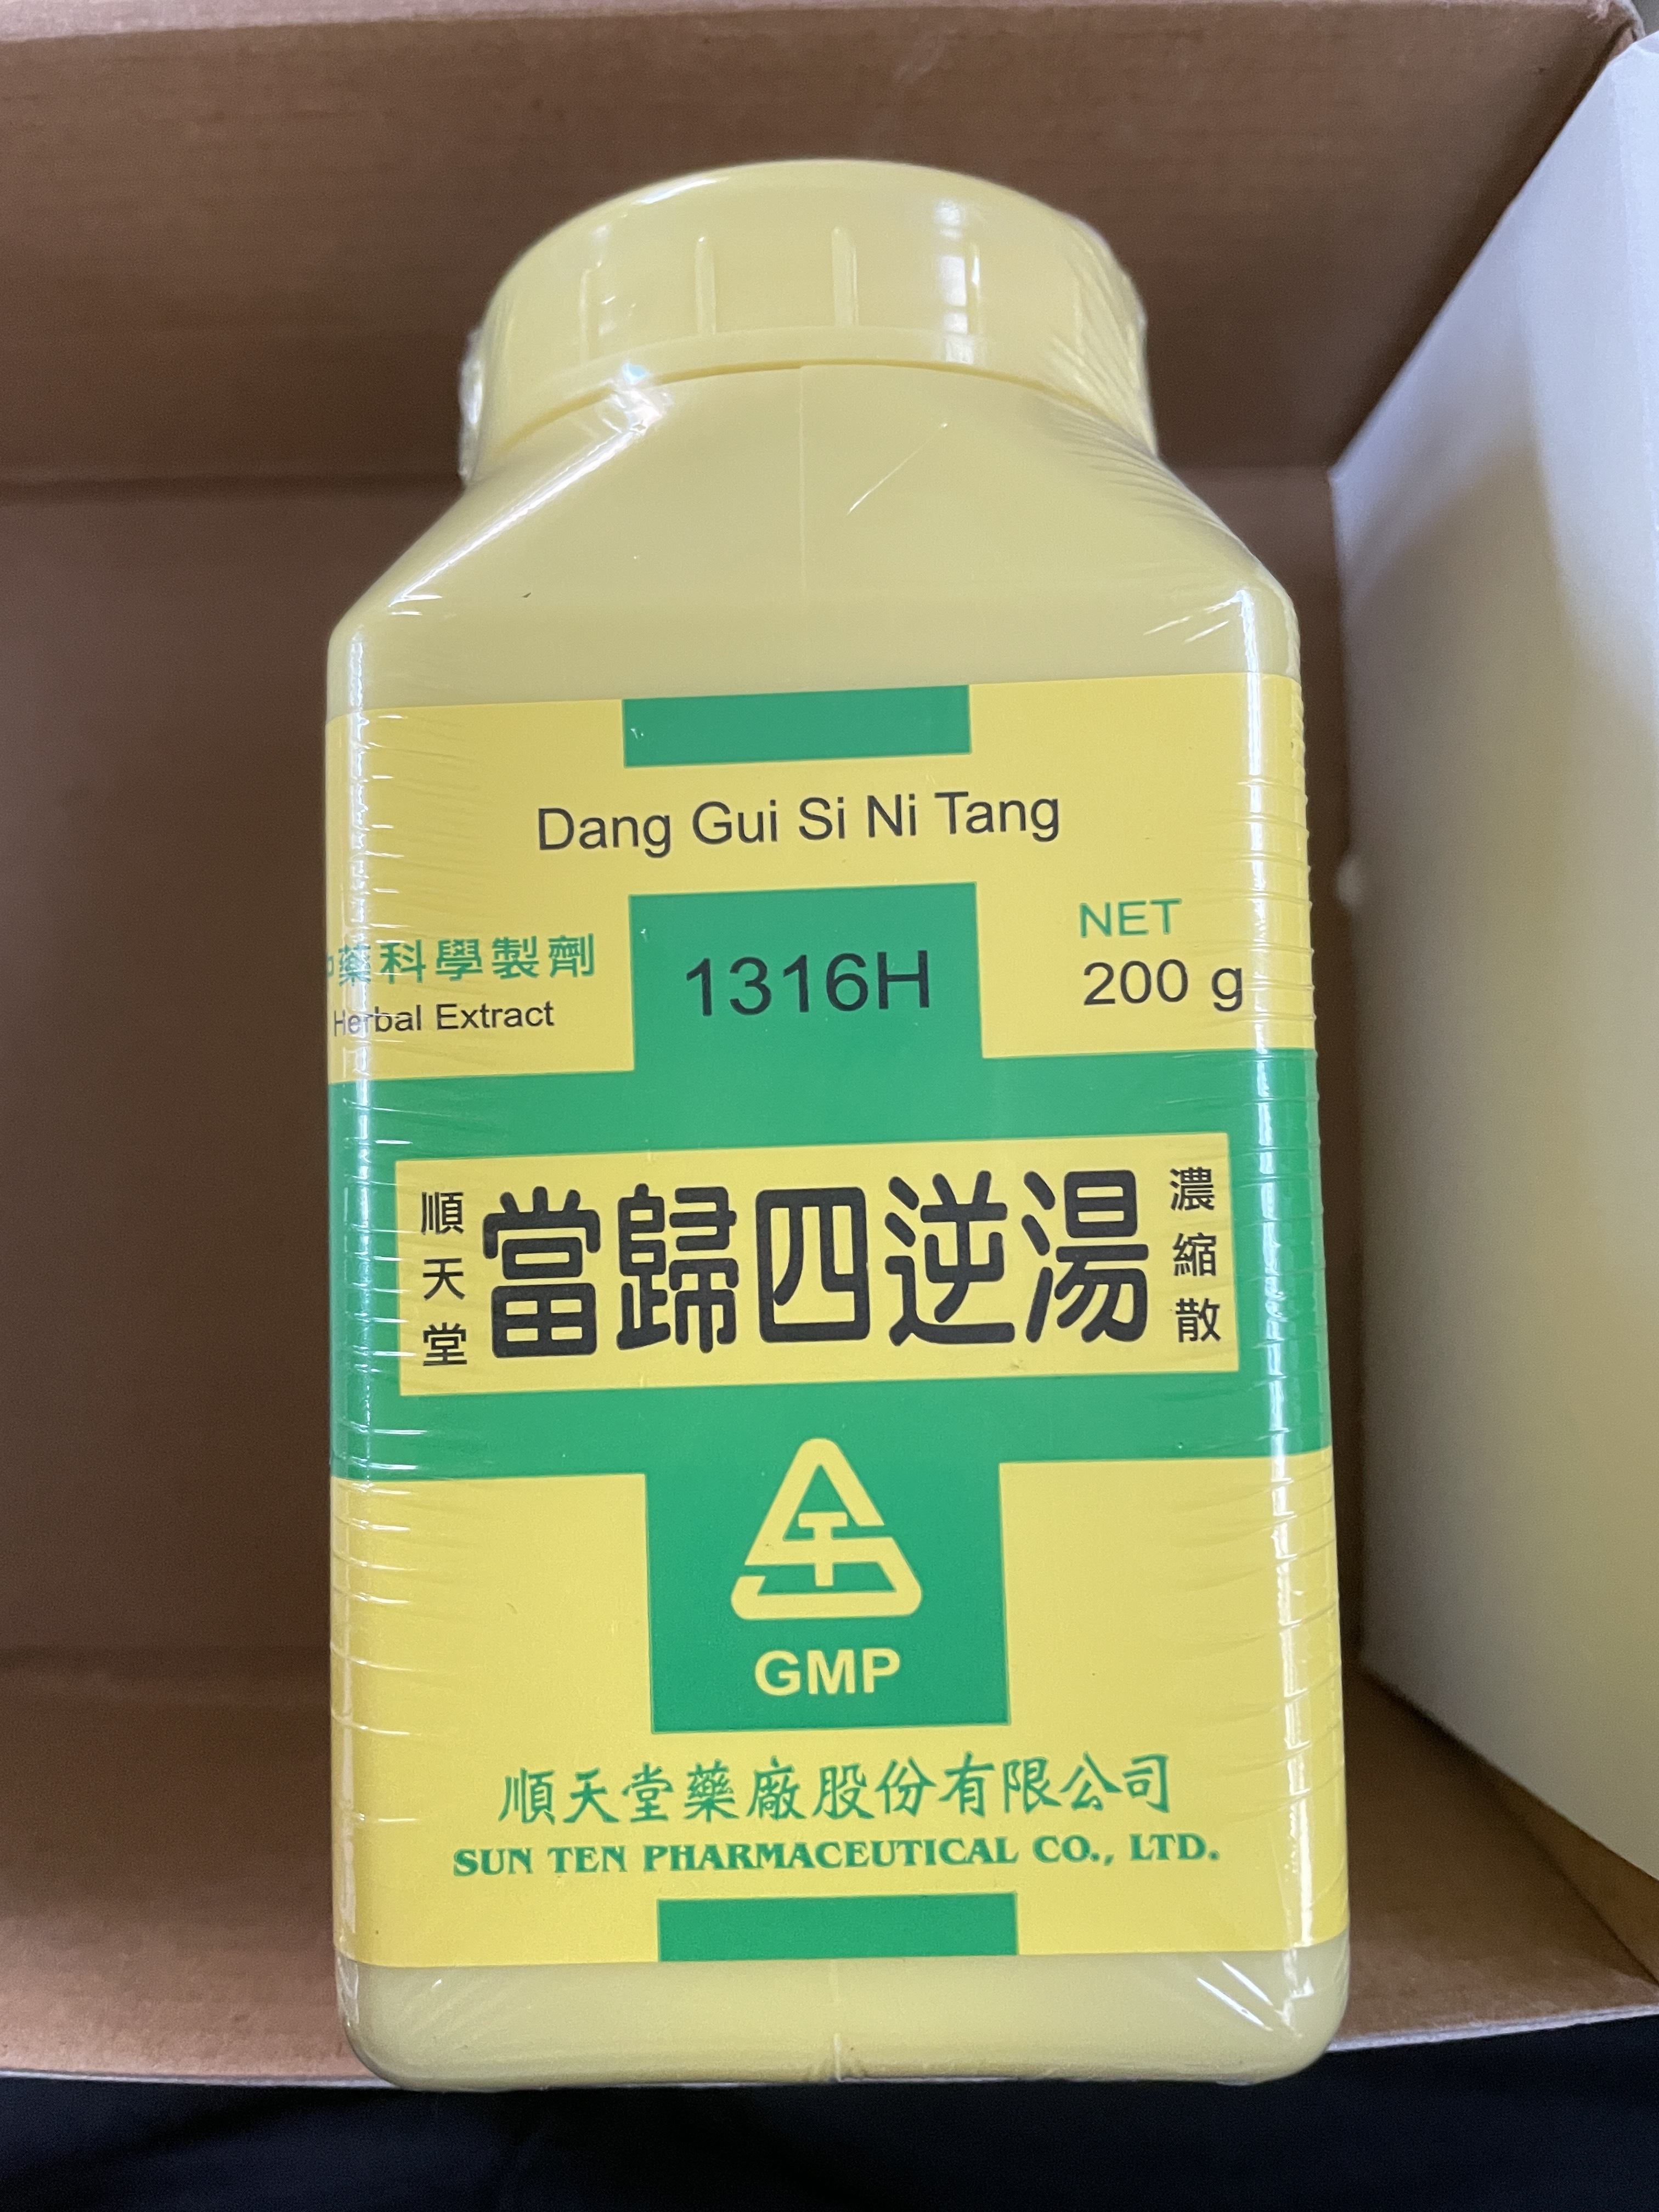 Dang Gui Si Ni Tang
中藥科學製劑
Herbal Extract
1316H
NET
200 g
順天堂
當歸四逆湯
濃縮散
GMP
順天堂藥廠股份有限公司
SUN TEN PHARMACEUTICAL CO., LTD.